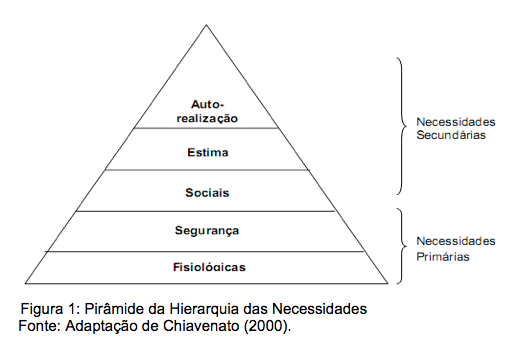 Auto-
realização
Estima
Sociais
Segurança
Fisiológicas
Necessidades
Secundárias
Necessidades
Primárias
Figura 1: Pirâmide da Hierarquia das Necessidades
Fonte: Adaptação de Chiavenato (2000).